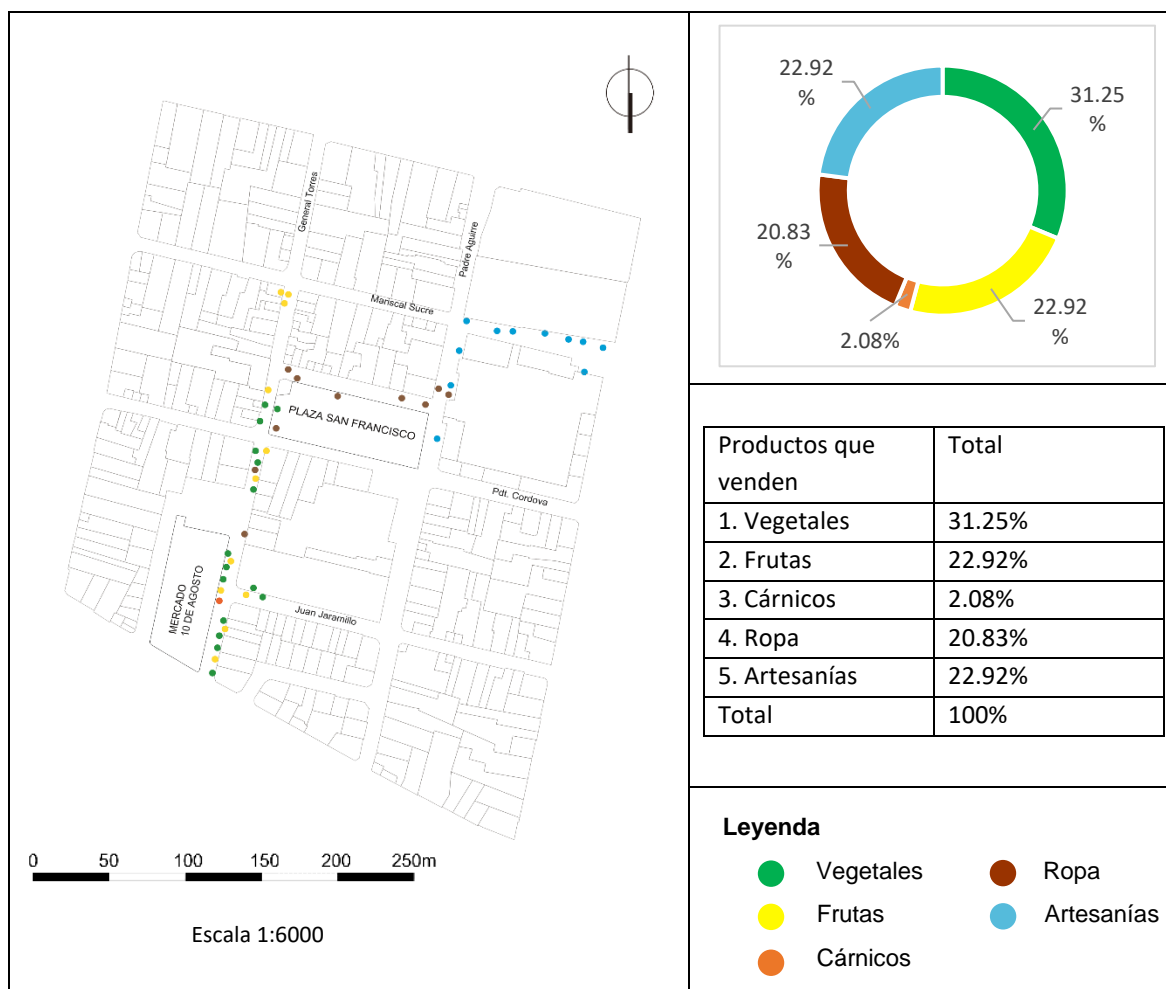 General Torres
Padre Aguirre
Mariscal Sucre
PLAZA SAN FRANCISCO
Pdt. Cordova
MERCADO
10 DE AGOSTO
Juan Jaramillo
0 50 100 150 200 250m
Escala 1:6000
22.92
%
31.25
%
20.83
%
2.08%
22.92
%
Productos que
venden
Total
1. Vegetales 31.25%
2. Frutas 22.92%
3. Cárnicos 2.08%
4. Ropa 20.83%
5. Artesanías 22.92%
Total 100%
Leyenda
Vegetales
Frutas
Cárnicos
Ropa
Artesanías